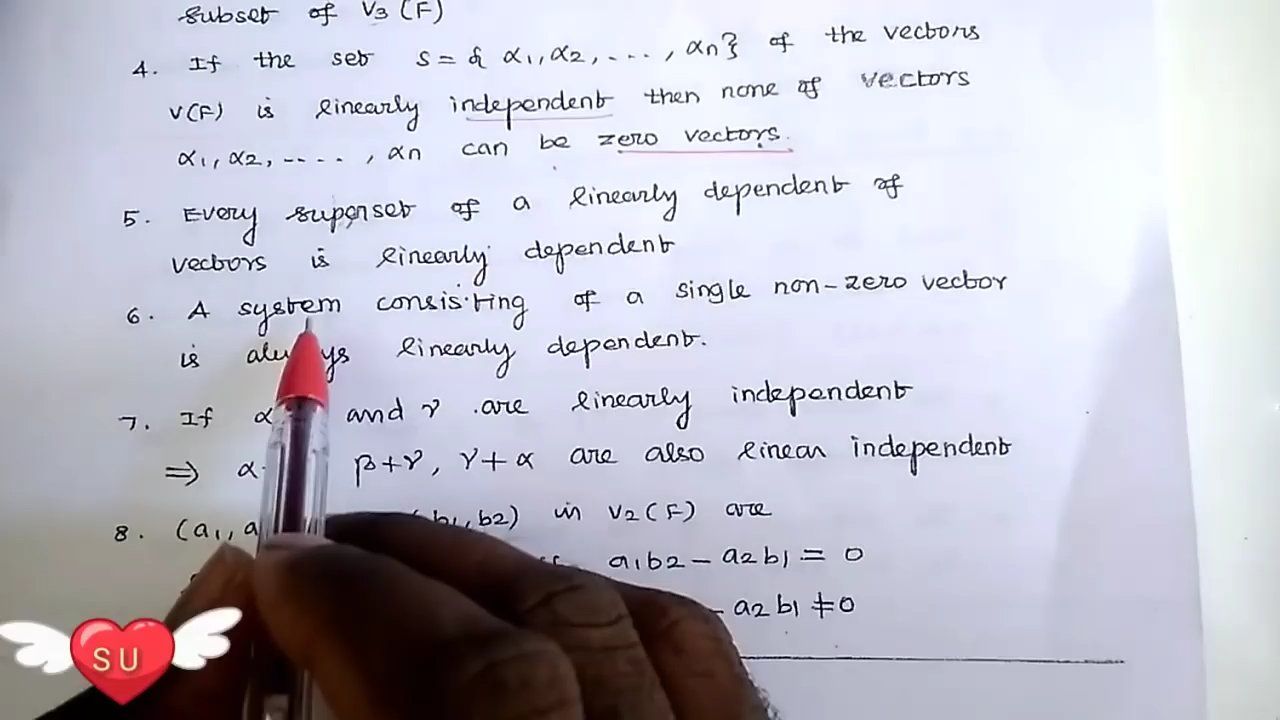 subset of V3 (F)
4. If the set S = { α1, α2, ..., αn} of the vectors
V(F) is linearly independent then none of vectors
α1, α2, ...., αn can be zero vectors.
5. Every superset of a linearly dependent of
vectors is linearly dependent
6. A system consisting of a single non-zero vector
is always linearly dependent.
7. If α and γ are linearly independent
⇒ α β+γ, γ+α are also linear independent
8. (a1, a b1, b2) in V2(F) are
a1b2 - a2b1 = 0
- a2b1 ≠ 0
SU